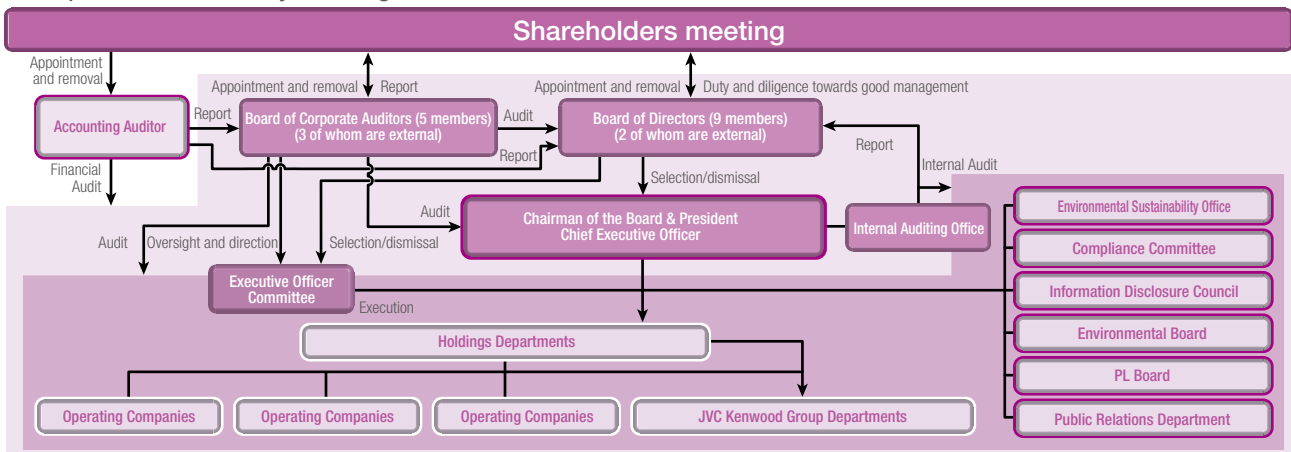 Shareholders meeting
Appointment
and removal
Appointment and removal
Report
Appointment and removal
Duty and diligence towards good management
Accounting Auditor
Report
Board of Corporate Auditors (5 members)
(3 of whom are external)
Audit
Board of Directors (9 members)
(2 of whom are external)
Report
Report
Internal Audit
Financial
Audit
Selection/dismissal
Environmental Sustainability Office
Audit
Chairman of the Board & President
Chief Executive Officer
Internal Auditing Office
Audit
Oversight and direction
Selection/dismissal
Compliance Committee
Executive Officer
Committee
Execution
Information Disclosure Council
Holdings Departments
Environmental Board
PL Board
Operating Companies
Operating Companies
Operating Companies
JVC Kenwood Group Departments
Public Relations Department